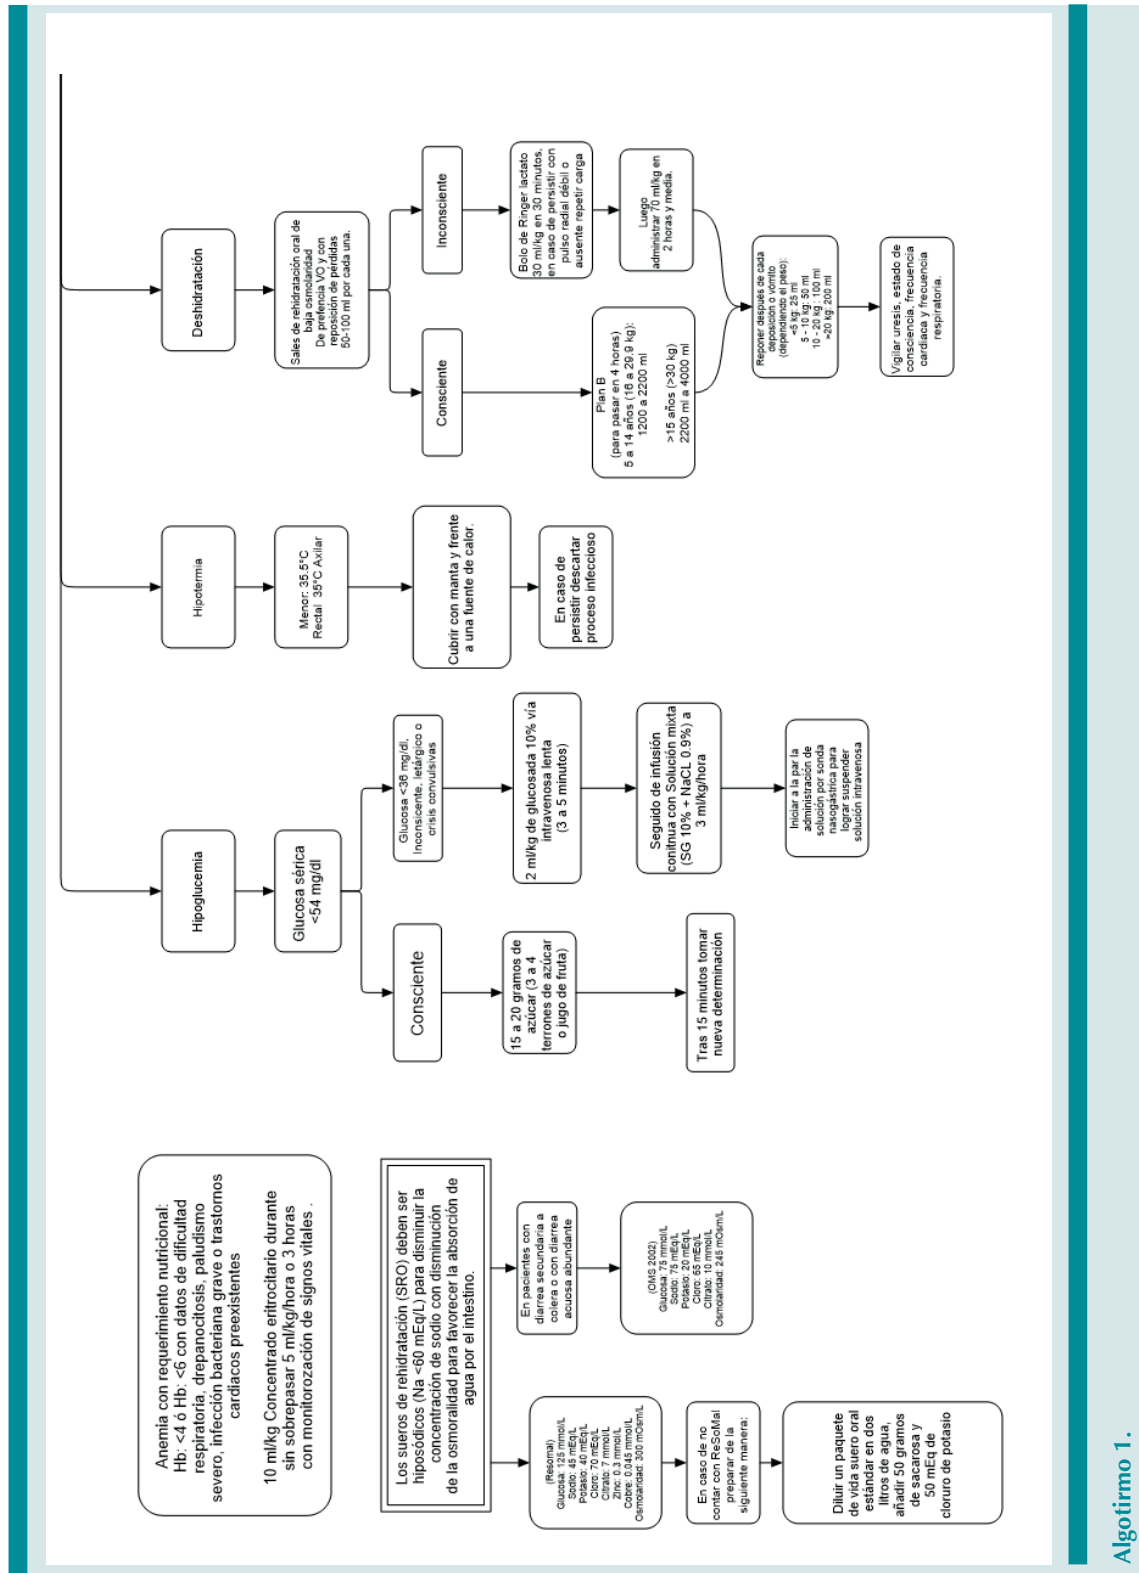 Anemia con requerimiento nutricional:
Hb: <4 ó Hb: <6 con datos de dificultad
respiratoria, drepanocitosis, paludismo
severo, infección bacteriana grave o trastornos
cardiacos preexistentes
10 ml/kg Concentrado eritrocitario durante
sin sobrepasar 5 ml/kg/hora o 3 horas
con monitorozación de signos vitales .
Los sueros de rehidratación (SRO) deben ser
hiposódicos (Na <60 mEq/L) para disminuir la
concentración de sodio con disminución
de la osmoralidad para favorecer la absorción de
agua por el intestino.
(Resomal)
Glucosa: 125 mmol/L
Sodio: 45 mEq/L
Potasio: 40 mEq/L
Cloro: 70 mEq/L
Citrato: 7 mmol/L
Zinc: 0.3 mmol/L
Cobre: 0.045 mmol/L
Osmolaridad: 300 mOsm/L
En caso de no
contar con ReSoMal
preparar de la
siguiente manera:
Diluir un paquete
de vida suero oral
estándar en dos
litros de agua,
añadir 50 gramos
de sacarosa y
50 mEq de
cloruro de potasio
En pacientes con
diarrea secundaria a
colera o con diarrea
acuosa abundante
(OMS 2002)
Glucosa: 75 mmol/L
Sodio: 75 mEq/L
Potasio: 20 mEq/L
Cloro: 65 mEq/L
Citrato: 10 mmol/L
Osmolaridad: 245 mOsm/L
Hipoglucemia
Glucosa sérica
<54 mg/dl
Consciente
15 a 20 gramos de
azúcar (3 a 4
terrones de azúcar
o jugo de fruta)
Tras 15 minutos tomar
nueva determinación
Glucosa <36 mg/dl,
Inconsicente, letárgico o
crisis convulsivas
2 ml/kg de glucosada 10% vía
intravenosa lenta
(3 a 5 minutos)
Seguido de infusión
conitnua con Solución mixta
(SG 10% + NaCL 0.9%) a
3 ml/kg/hora
Iniciar a la par la
administración de
solución por sonda
nasogástrica para
lograr suspender
solución intravenosa
Hipotermia
Menor: 35.5°C
Rectal 35°C Axilar
Cubrir con manta y frente
a una fuente de calor.
En caso de
persistir descartar
proceso infeccioso
Deshidratación
Sales de rehidratación oral de
baja osmolaridad
De prefencia VO y con
reposición de pérdidas
50-100 ml por cada una.
Consciente
Plan B
(para pasar en 4 horas)
5 a 14 años (16 a 29.9 kg):
1200 a 2200 ml
>15 años (>30 kg)
2200 ml a 4000 ml
Inconsciente
Bolo de Ringer lactato
30 ml/kg en 30 minutos,
en caso de persistir con
pulso radial débil o
ausente repetir carga
Luego
administrar 70 ml/kg en
2 horas y media.
Reponer después de cada
deposición o vómito
(dependiendo el peso):
<5 kg: 25 ml
5 - 10 kg: 50 ml
10 - 20 kg : 100 ml
>20 kg: 200 ml
Vigilar uresis, estado de
consciencia, frecuencia
cardiaca y frecuencia
respiratoria.
Algotirmo 1.